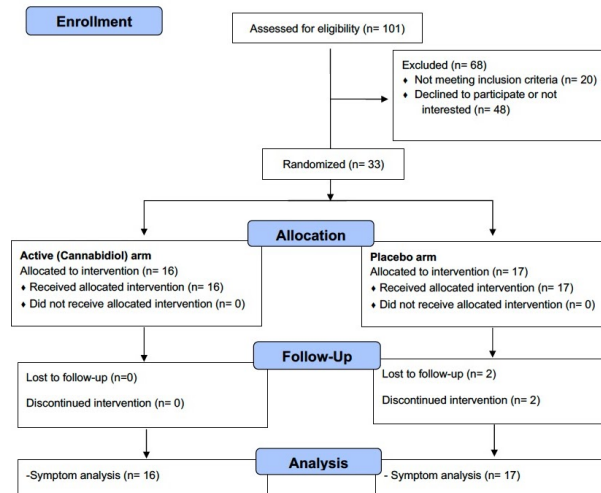 Enrollment
Assessed for eligibility (n= 101)
Excluded (n= 68)
♦ Not meeting inclusion criteria (n= 20)
♦ Declined to participate or not
interested (n= 48)
Randomized (n= 33)
Allocation
Active (Cannabidiol) arm
Allocated to intervention (n= 16)
♦ Received allocated intervention (n= 16)
♦ Did not receive allocated intervention (n= 0)
Placebo arm
Allocated to intervention (n= 17)
♦ Received allocated intervention (n= 17)
♦ Did not receive allocated intervention (n= 0)
Follow-Up
Lost to follow-up (n=0)
Discontinued intervention (n= 0)
Lost to follow-up (n= 2)
Discontinued intervention (n= 2)
Analysis
-Symptom analysis (n= 16)
- Symptom analysis (n= 17)